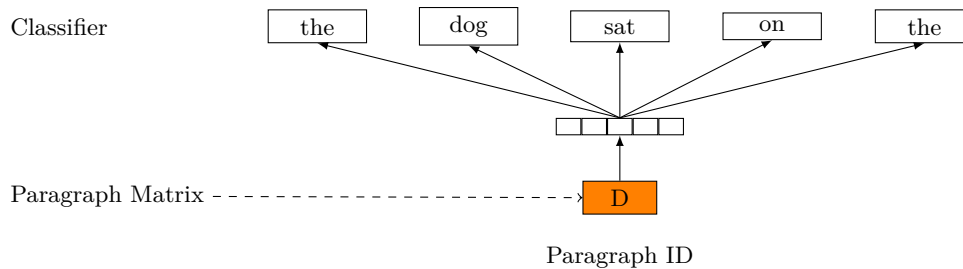 Classifier the dog sat on the
Paragraph Matrix D
Paragraph ID